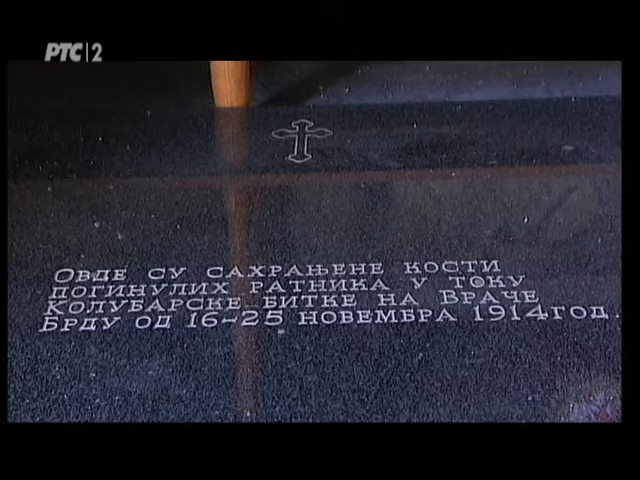 РТС|2
Овде су сахрањене кости
погинулих ратника у току
Колубарске битке на Враче
Брду од 16-25 новембра 1914 год.